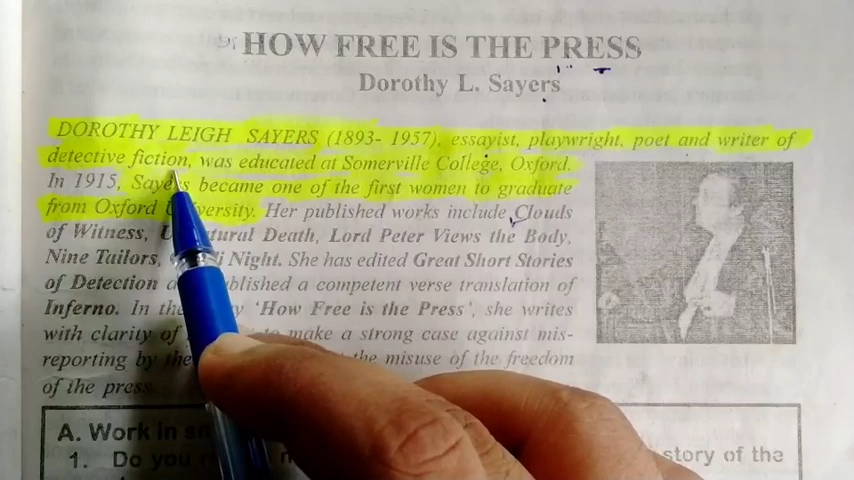 HOW FREE IS THE PRESS
Dorothy L. Sayers
DOROTHY LEIGH SAYERS (1893- 1957), essayist, playwright, poet and writer of
detective fiction, was educated at Somerville College, Oxford.
In 1915, Sayers became one of the first women to graduate
from Oxford University. Her published works include Clouds
of Witness, Unnatural Death, Lord Peter Views the Body,
Nine Tailors, Night. She has edited Great Short Stories
of Detection published a competent verse translation of
Inferno. In the 'How Free is the Press', she writes
with clarity of make a strong case against mis-
reporting by the the misuse of the freedom
of the press
A. Work in
1. Do you story of the